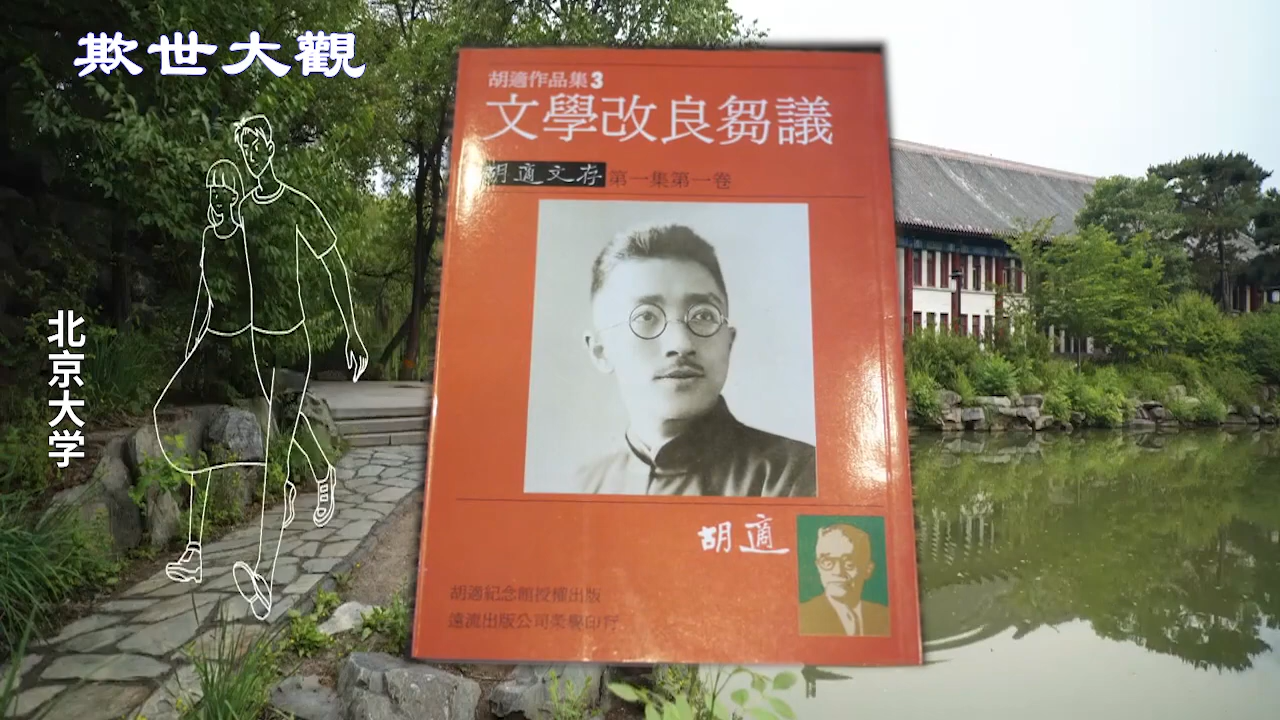 欺世大觀
北京大学
胡適作品集3
文學改良芻議
胡適文存 第一集第一卷
胡適
胡適紀念館授權出版
遠流出版公司榮譽印行